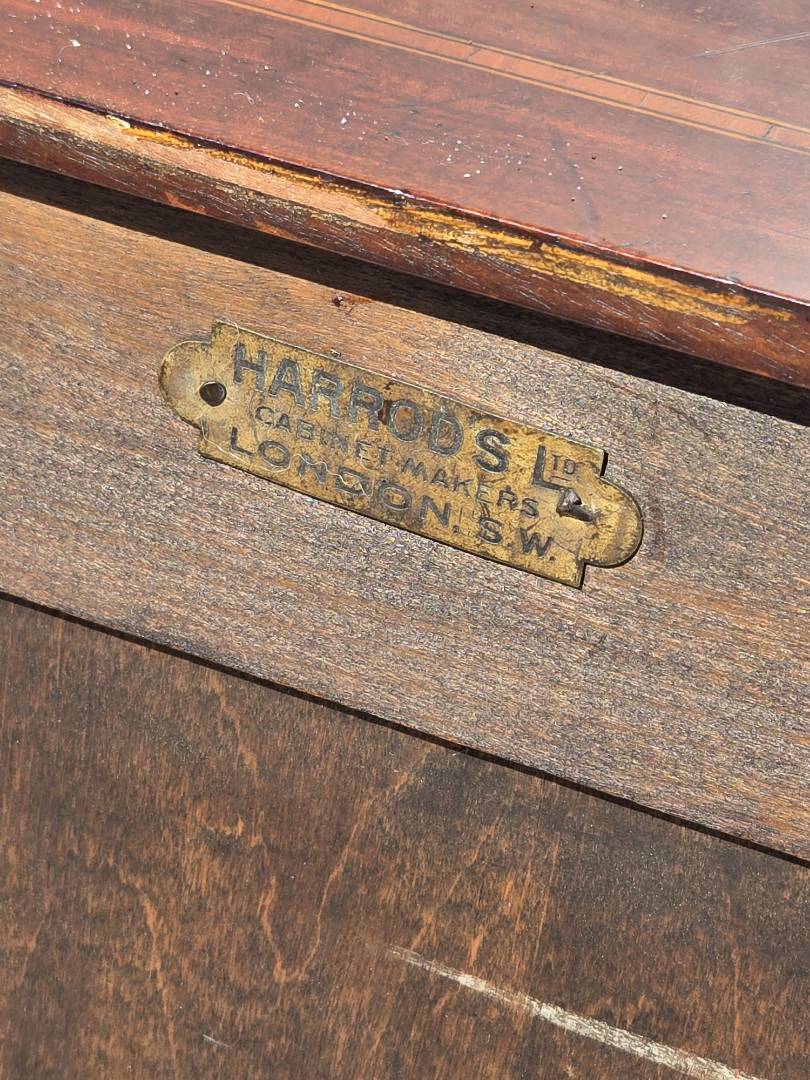 HARRODS LTD
CABINET MAKERS
LONDON. S.W.